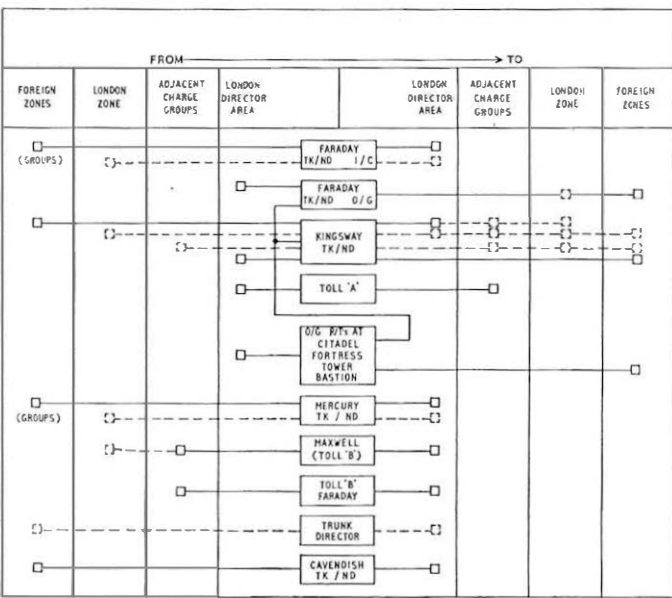 FROM TO
FOREIGN ZONES
LONDON ZONE
ADJACENT CHARGE GROUPS
LONDON DIRECTOR AREA
LONDON DIRECTOR AREA
ADJACENT CHARGE GROUPS
LONDON ZONE
FOREIGN ZONES
(GROUPS)
FARADAY
TK/ND I/C
FARADAY
TK/ND O/G
KINGSWAY
TK/ND
TOLL 'A'
O/G R/Ts AT
CITADEL
FORTRESS
TOWER
BASTION
(GROUPS)
MERCURY
TK / ND
MAXWELL
(TOLL 'B')
TOLL 'B'
FARADAY
TRUNK
DIRECTOR
CAVENDISH
TK / ND